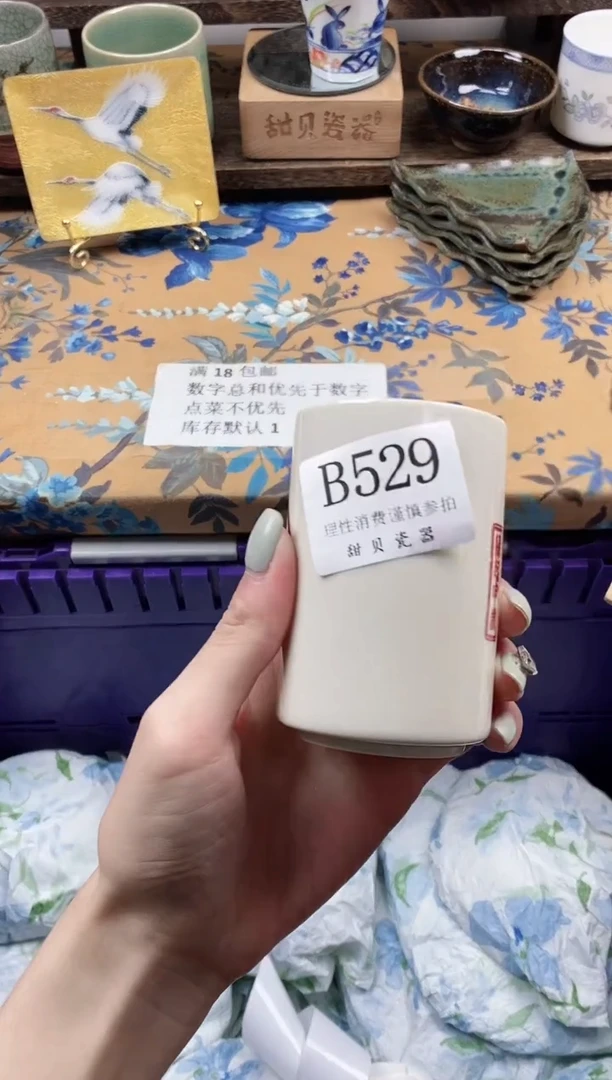 甜贝瓷器
满 18 包邮
数字总和优先于数字
点菜不优先
库存默认 1
B529
理性消费谨慎参拍
甜贝瓷器